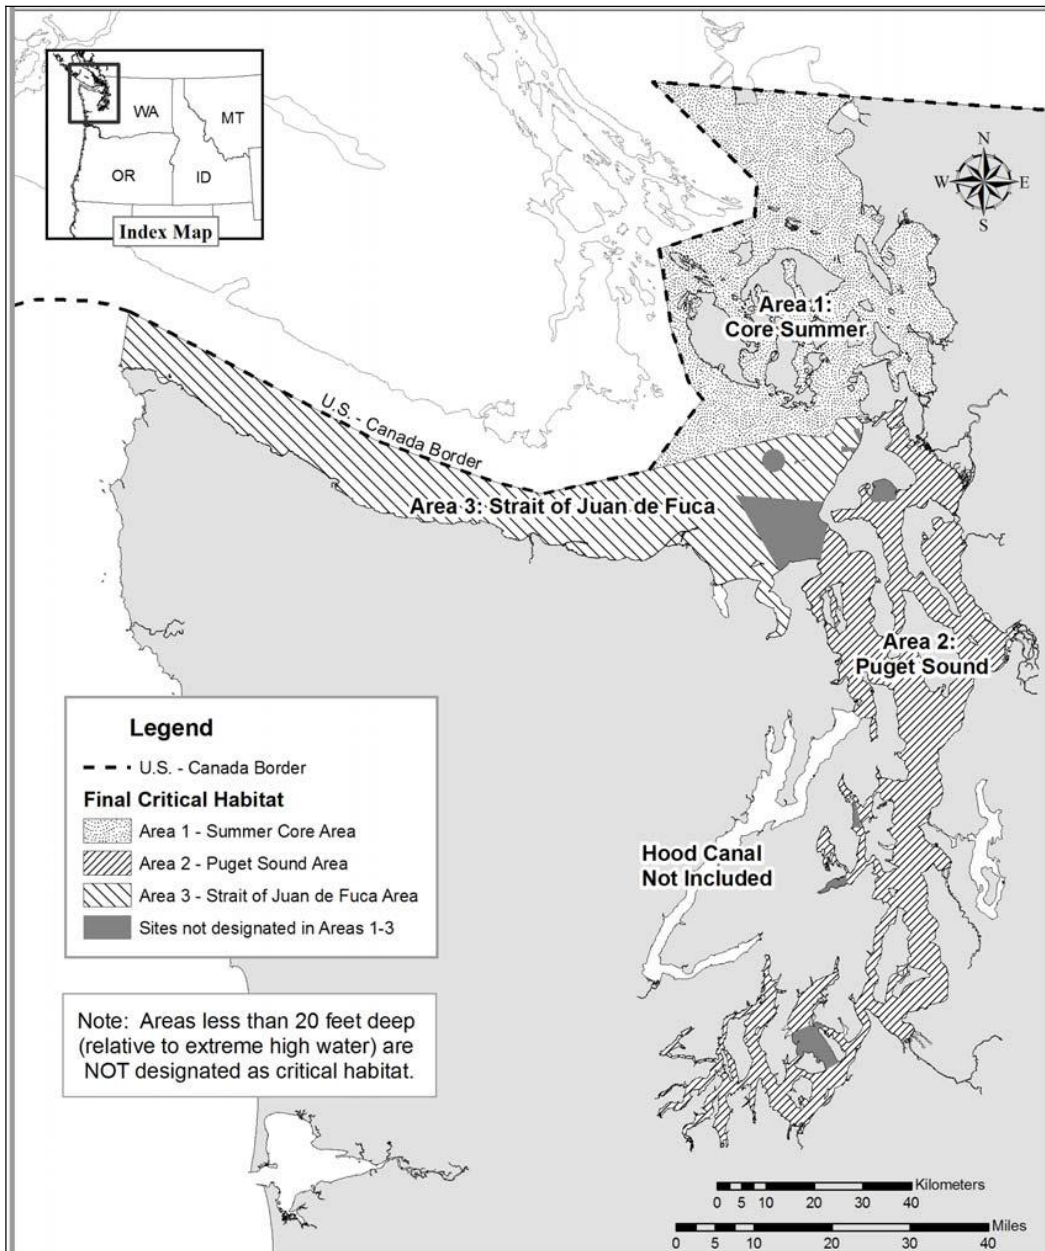 WA
MT
OR
ID
Index Map
N
W
E
S
Area 1:
Core Summer
U.S. - Canada Border
Area 3: Strait of Juan de Fuca
Area 2:
Puget Sound
Legend
U.S. - Canada Border
Final Critical Habitat
Area 1 - Summer Core Area
Area 2 - Puget Sound Area
Area 3 - Strait of Juan de Fuca Area
Sites not designated in Areas 1-3
Hood Canal
Not Included
Note: Areas less than 20 feet deep
(relative to extreme high water) are
NOT designated as critical habitat.
Kilometers
0 5 10 20 30 40
Miles
0 5 10 20 30 40